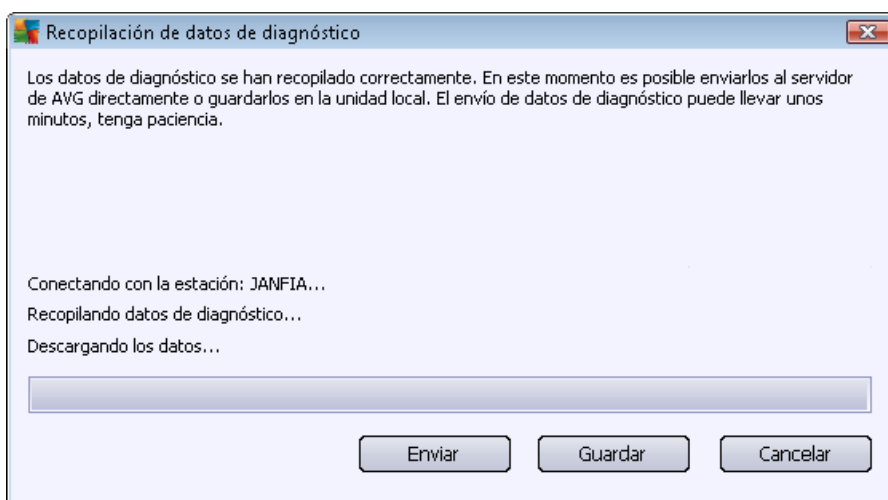 Recopilación de datos de diagnóstico
Los datos de diagnóstico se han recopilado correctamente. En este momento es posible enviarlos al servidor
de AVG directamente o guardarlos en la unidad local. El envío de datos de diagnóstico puede llevar unos
minutos, tenga paciencia.
Conectando con la estación: JANFIA...
Recopilando datos de diagnóstico...
Descargando los datos...
Enviar
Guardar
Cancelar